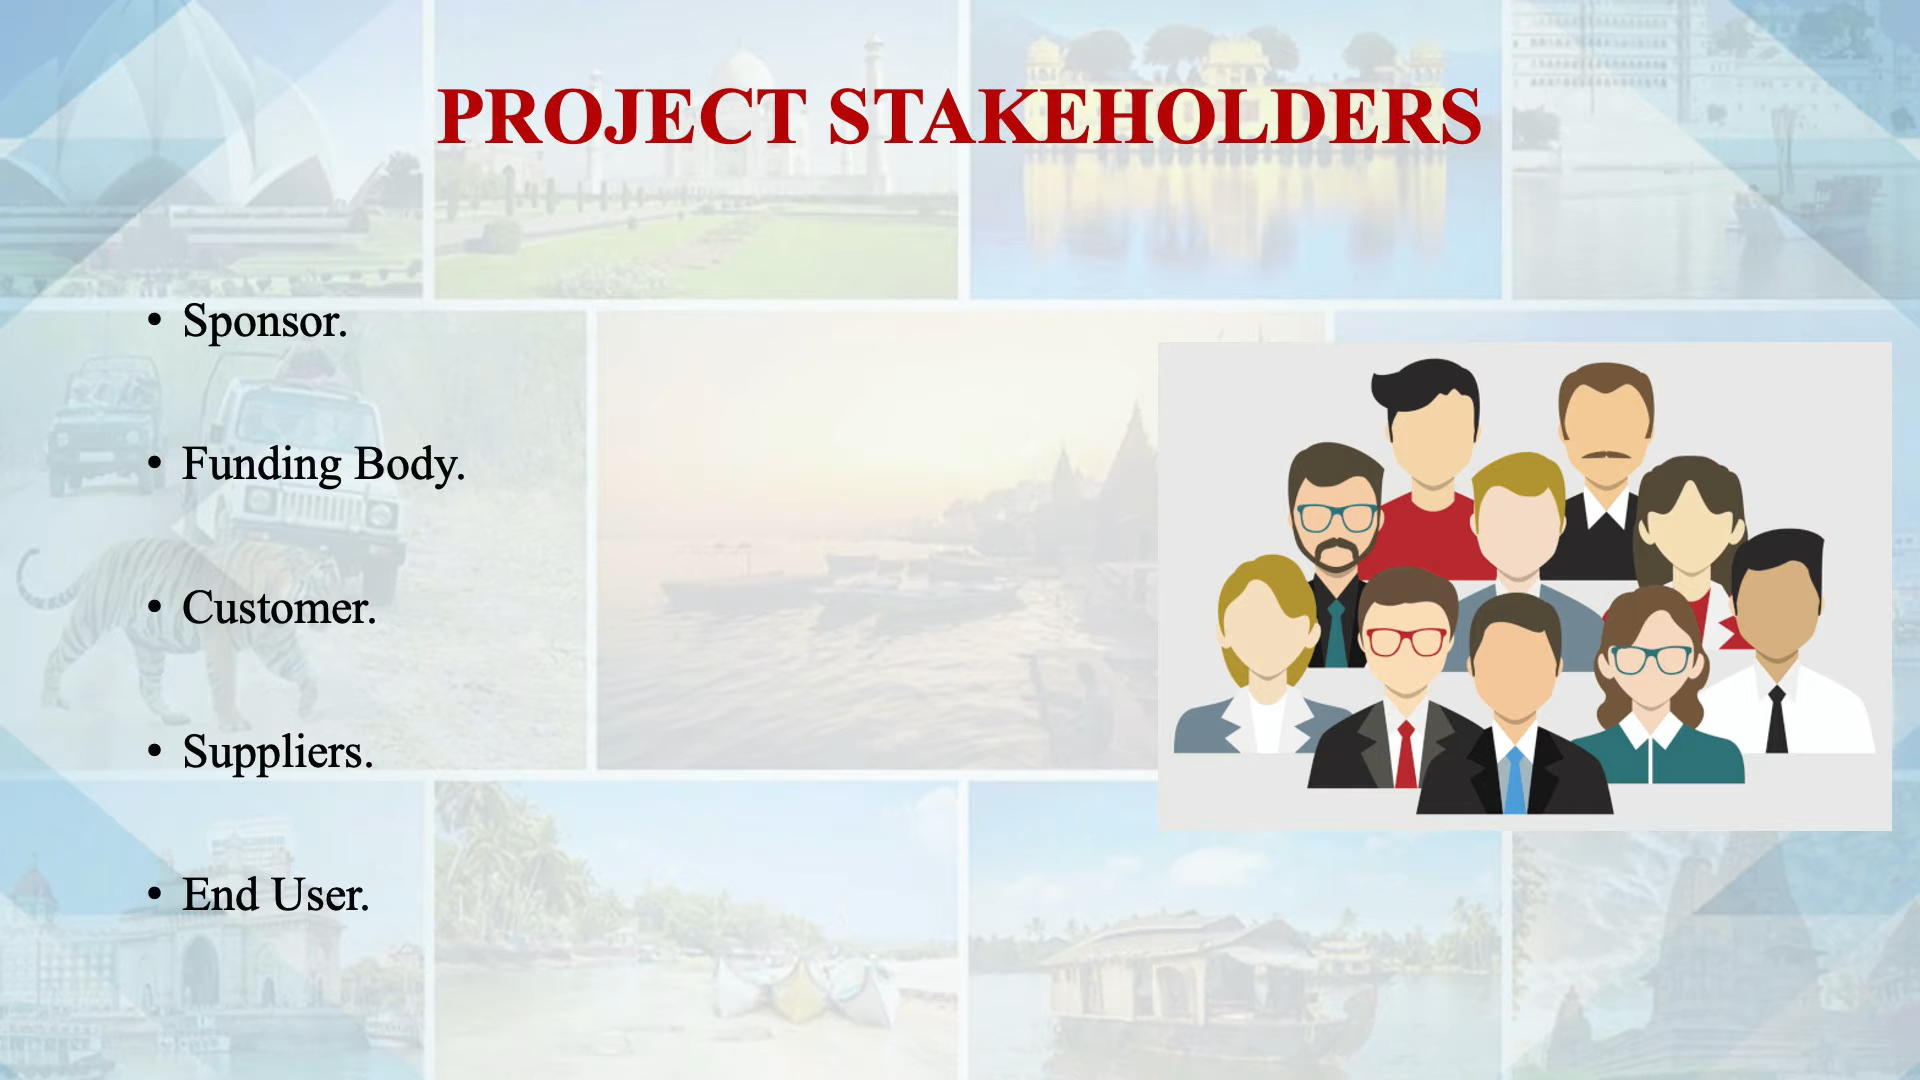 PROJECT STAKEHOLDERS
• Sponsor.
• Funding Body.
• Customer.
• Suppliers.
• End User.